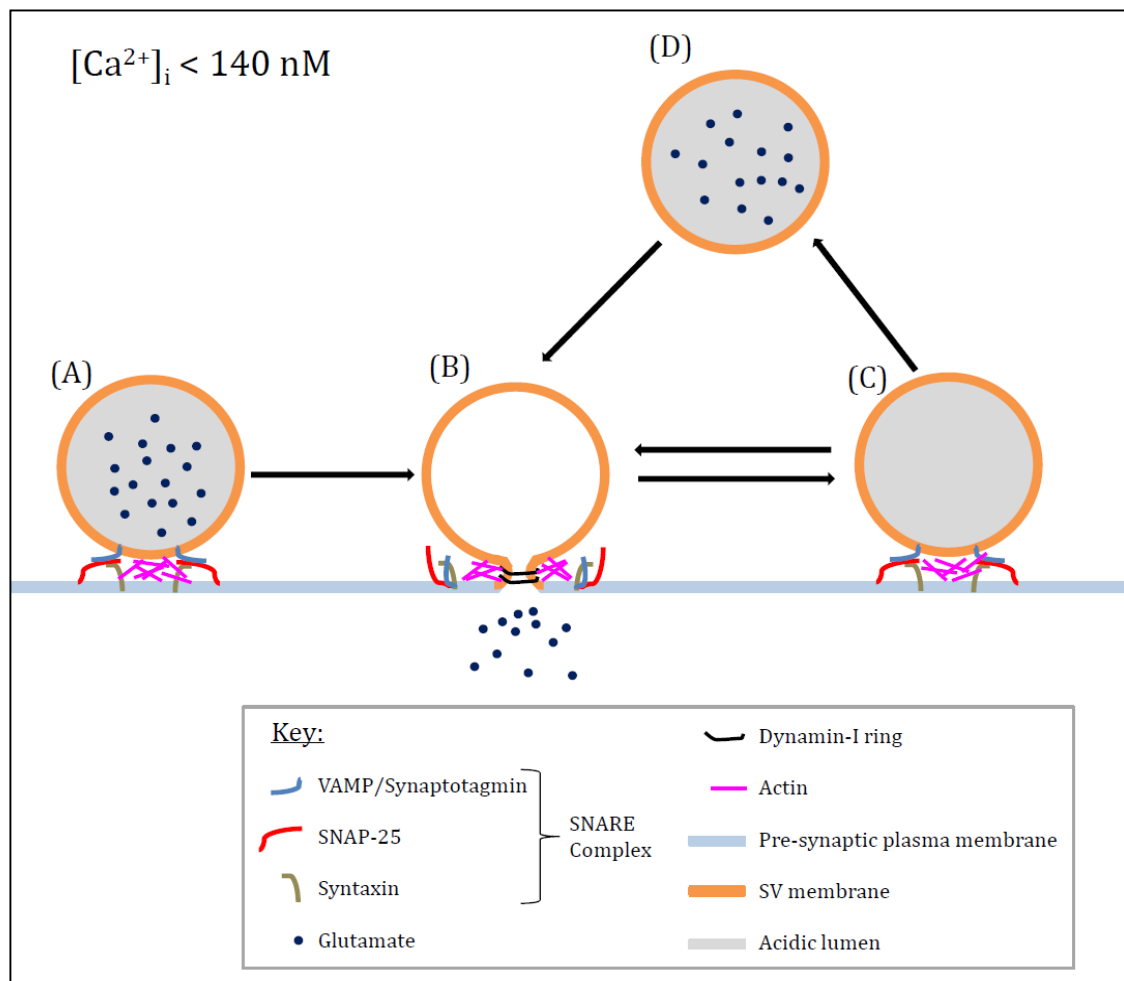 [Ca²⁺]ᵢ < 140 nM
(D)
(A)
(B)
(C)
Key:
VAMP/Synaptotagmin
SNAP-25
Syntaxin
SNARE
Complex
Glutamate
Dynamin-I ring
Actin
Pre-synaptic plasma membrane
SV membrane
Acidic lumen